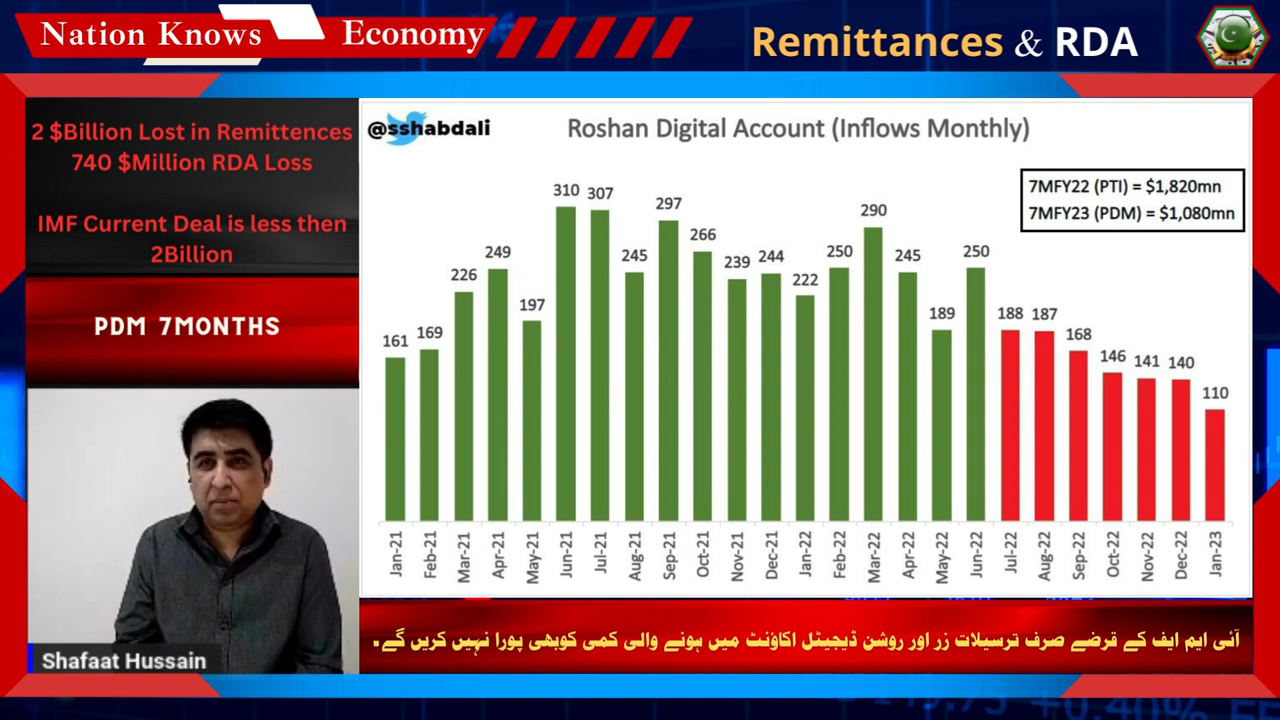 Nation Knows
Economy
Remittances & RDA
2 $Billion Lost in Remittences
740 $Million RDA Loss
IMF Current Deal is less then
2Billion
PDM 7MONTHS
Shafaat Hussain
@sshabdali
Roshan Digital Account (Inflows Monthly)
7MFY22 (PTI) = $1,820mn
7MFY23 (PDM) = $1,080mn
161 169 226 249 197 310 307 245 297 266 239 244 222 250 290 245 189 250 188 187 168 146 141 140 110
Jan-21 Feb-21 Mar-21 Apr-21 May-21 Jun-21 Jul-21 Aug-21 Sep-21 Oct-21 Nov-21 Dec-21 Jan-22 Feb-22 Mar-22 Apr-22 May-22 Jun-22 Jul-22 Aug-22 Sep-22 Oct-22 Nov-22 Dec-22 Jan-23
آئی ایم ایف کے قرضے صرف ترسیلات زر اور روشن ڈیجیٹل اکاؤنٹ میں ہونے والی کمی کوبھی پورا نہیں کریں گے۔